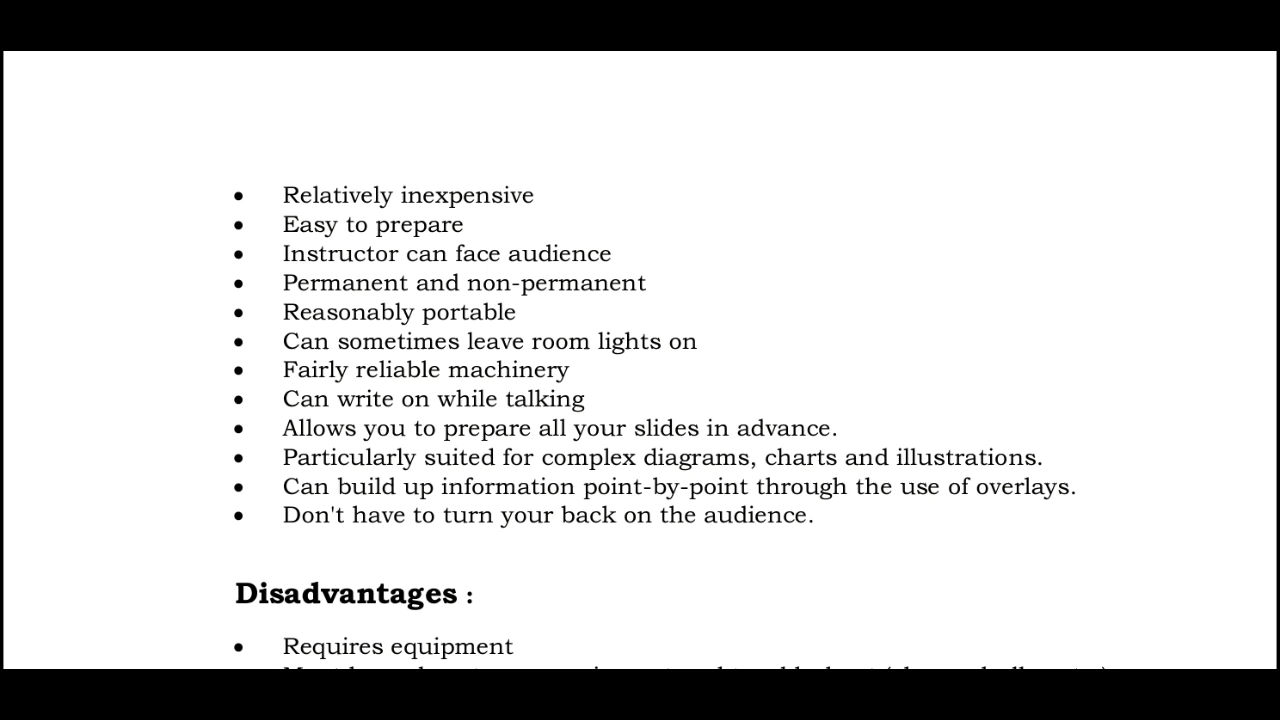 • Relatively inexpensive
• Easy to prepare
• Instructor can face audience
• Permanent and non-permanent
• Reasonably portable
• Can sometimes leave room lights on
• Fairly reliable machinery
• Can write on while talking
• Allows you to prepare all your slides in advance.
• Particularly suited for complex diagrams, charts and illustrations.
• Can build up information point-by-point through the use of overlays.
• Don't have to turn your back on the audience.
Disadvantages :
• Requires equipment